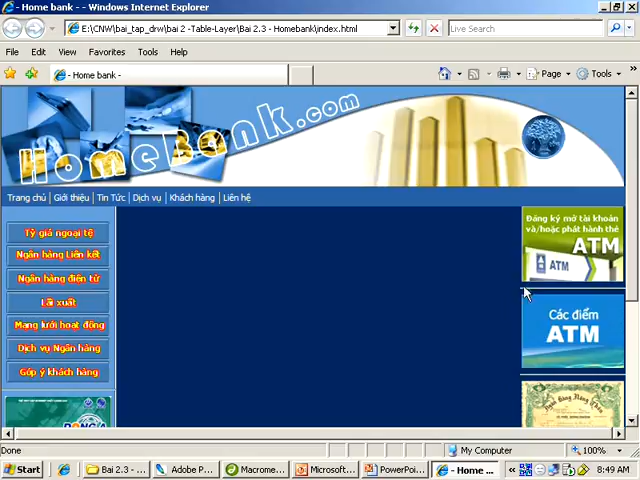 - Home bank - - Windows Internet Explorer
E:\CNW\bai_tap_drw\bai 2 -Table-Layer\Bai 2.3 - Homebank\index.html
Live Search
File Edit View Favorites Tools Help
- Home bank -
Page Tools
HomeBank.com
Trang chủ | Giới thiệu | Tin Tức | Dịch vụ | Khách hàng | Liên hệ
Tỷ giá ngoại tệ
Ngân hàng Liên kết
Ngân hàng điện tử
Lãi xuất
Mạng lưới hoạt động
Dịch vụ Ngân hàng
Góp ý khách hàng
Đăng ký mở tài khoản
và/hoặc phát hành thẻ
ATM
ATM
Các điểm
ATM
Done
My Computer
100%
Start
Bai 2.3 - ...
Adobe P...
Macrome...
Microsoft...
PowerPoi...
- Home ...
8:49 AM